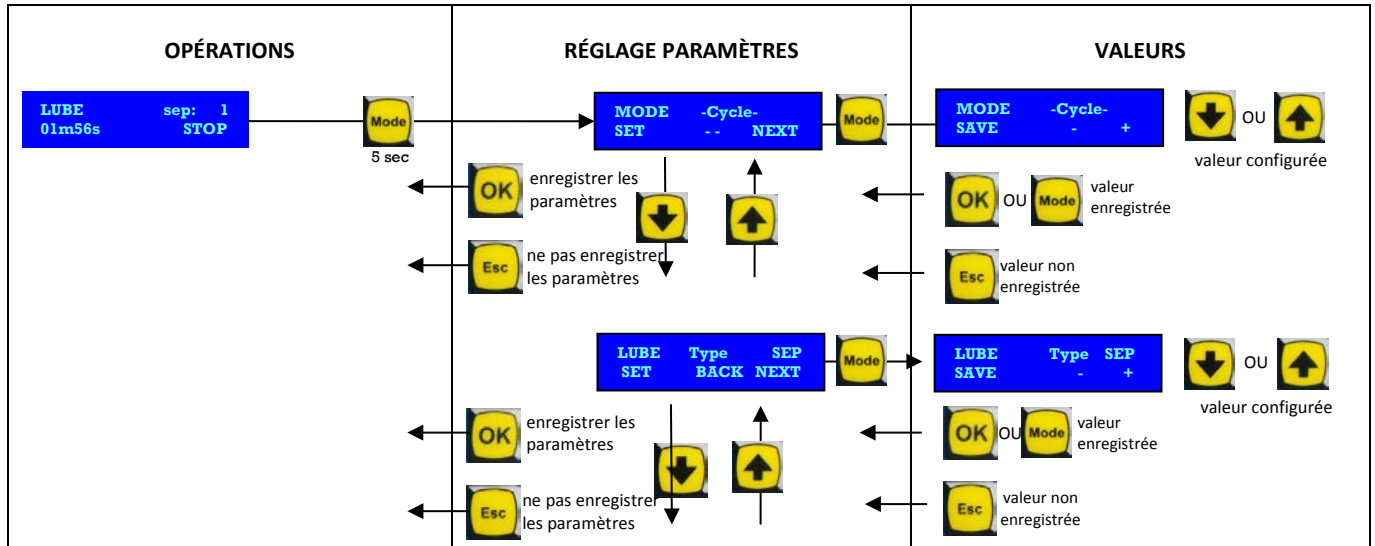 OPÉRATIONS
RÉGLAGE PARAMÈTRES
VALEURS
LUBE sep: 1
01m56s STOP
Mode
5 sec
MODE -Cycle-
SET -- NEXT
Mode
MODE -Cycle-
SAVE - +
OU
valeur configurée
OK
enregistrer les
paramètres
Esc
ne pas enregistrer
les paramètres
OK OU Mode
valeur
enregistrée
Esc
valeur non
enregistrée
LUBE Type SEP
SET BACK NEXT
Mode
LUBE Type SEP
SAVE - +
OU
valeur configurée
OK
enregistrer les
paramètres
Esc
ne pas enregistrer
les paramètres
OK OU Mode
valeur
enregistrée
Esc
valeur non
enregistrée